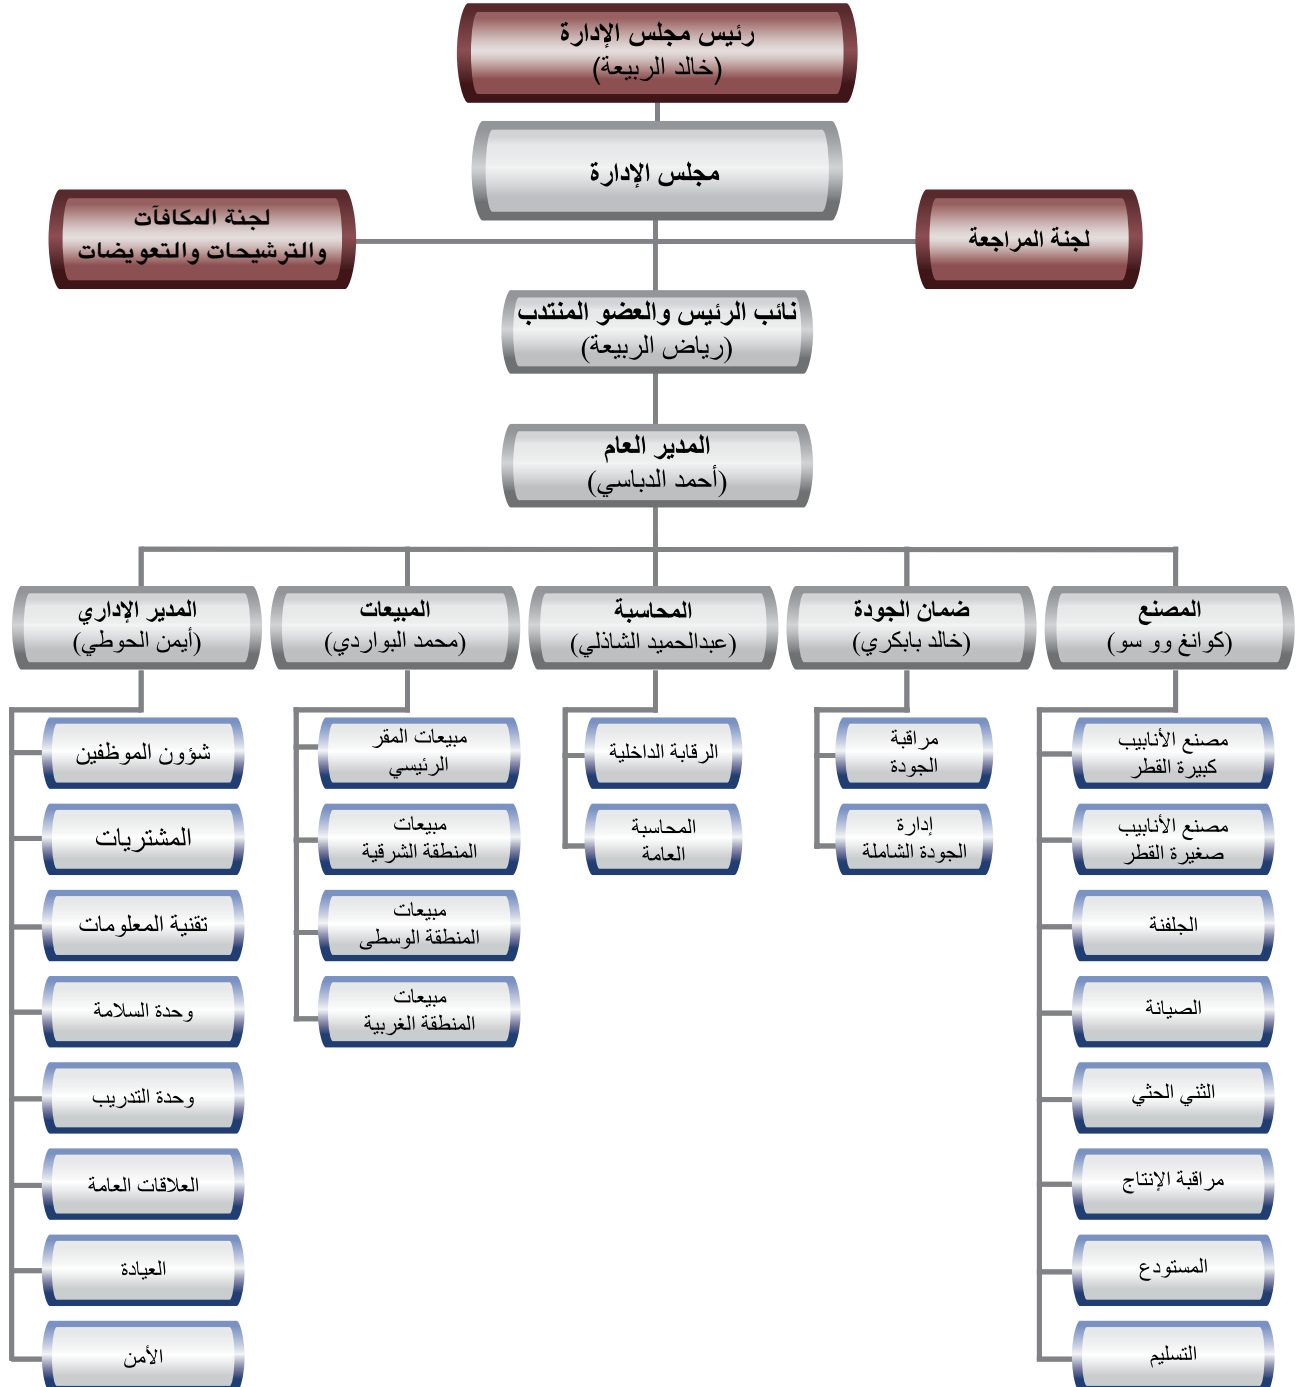 رئيس مجلس الإدارة
(خالد الربيعة)
مجلس الإدارة
لجنة المراجعة
لجنة المكافآت
والترشيحات والتعويضات
نائب الرئيس والعضو المنتدب
(رياض الربيعة)
المدير العام
(أحمد الدباسي)
المصنع
(كوانغ وو سو)
ضمان الجودة
(خالد بابكري)
المحاسبة
(عبدالحميد الشاذلي)
المبيعات
(محمد البواردي)
المدير الإداري
(أيمن الحوطي)
مصنع الأنابيب
كبيرة القطر
مصنع الأنابيب
صغيرة القطر
الجلفنة
الصيانة
الثني الحثي
مراقبة الإنتاج
المستودع
التسليم
مراقبة
الجودة
إدارة
الجودة الشاملة
الرقابة الداخلية
المحاسبة
العامة
مبيعات المقر
الرئيسي
مبيعات
المنطقة الشرقية
مبيعات
المنطقة الوسطى
مبيعات
المنطقة الغربية
شؤون الموظفين
المشتريات
تقنية المعلومات
وحدة السلامة
وحدة التدريب
العلاقات العامة
العيادة
الأمن